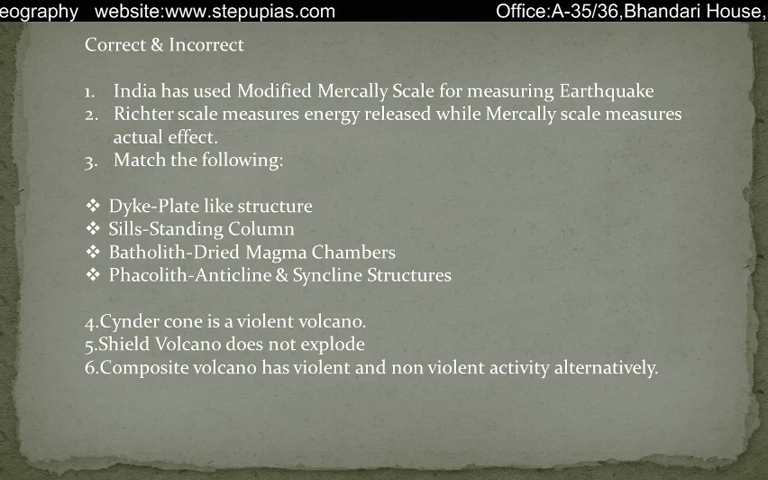 eography website:www.stepupias.com Office:A-35/36,Bhandari House,
Correct & Incorrect
1. India has used Modified Mercally Scale for measuring Earthquake
2. Richter scale measures energy released while Mercally scale measures
actual effect.
3. Match the following:
❖ Dyke-Plate like structure
❖ Sills-Standing Column
❖ Batholith-Dried Magma Chambers
❖ Phacolith-Anticline & Syncline Structures
4.Cynder cone is a violent volcano.
5.Shield Volcano does not explode
6.Composite volcano has violent and non violent activity alternatively.